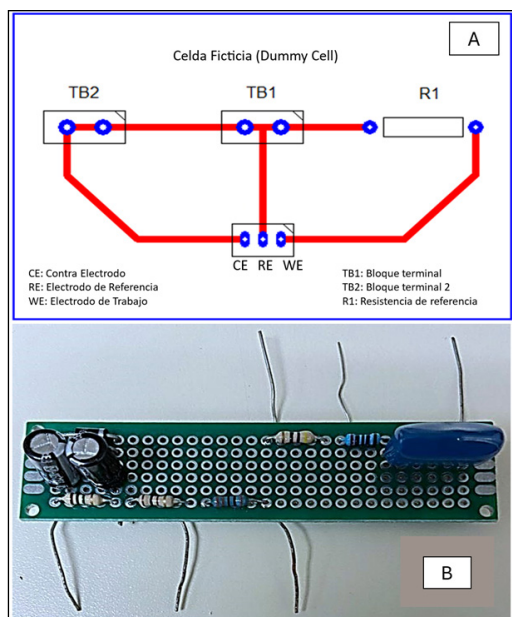 A
Celda Ficticia (Dummy Cell)
TB2
TB1
R1
CE RE WE
CE: Contra Electrodo
RE: Electrodo de Referencia
WE: Electrodo de Trabajo
TB1: Bloque terminal
TB2: Bloque terminal 2
R1: Resistencia de referencia
B